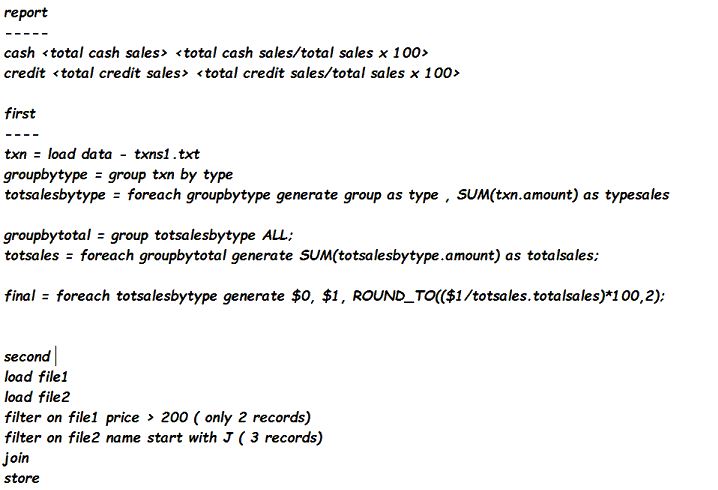 report
-----
cash <total cash sales> <total cash sales/total sales x 100>
credit <total credit sales> <total credit sales/total sales x 100>
first
----
txn = load data - txns1.txt
groupbytype = group txn by type
totsalesbytype = foreach groupbytype generate group as type , SUM(txn.amount) as typesales
groupbytotal = group totsalesbytype ALL;
totsales = foreach groupbytotal generate SUM(totsalesbytype.amount) as totalsales;
final = foreach totsalesbytype generate $0, $1, ROUND_TO(($1/totsales.totalsales)*100,2);
second
load file1
load file2
filter on file1 price > 200 ( only 2 records)
filter on file2 name start with J ( 3 records)
join
store